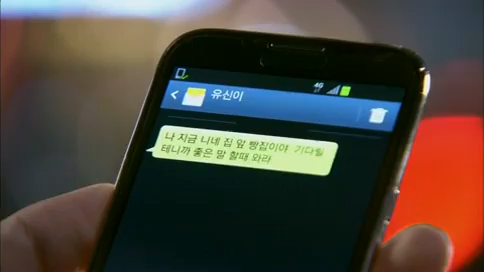 유신이
나 지금 니네 집 앞 빵집이야 기다릴
테니까 좋은 말 할때 와라